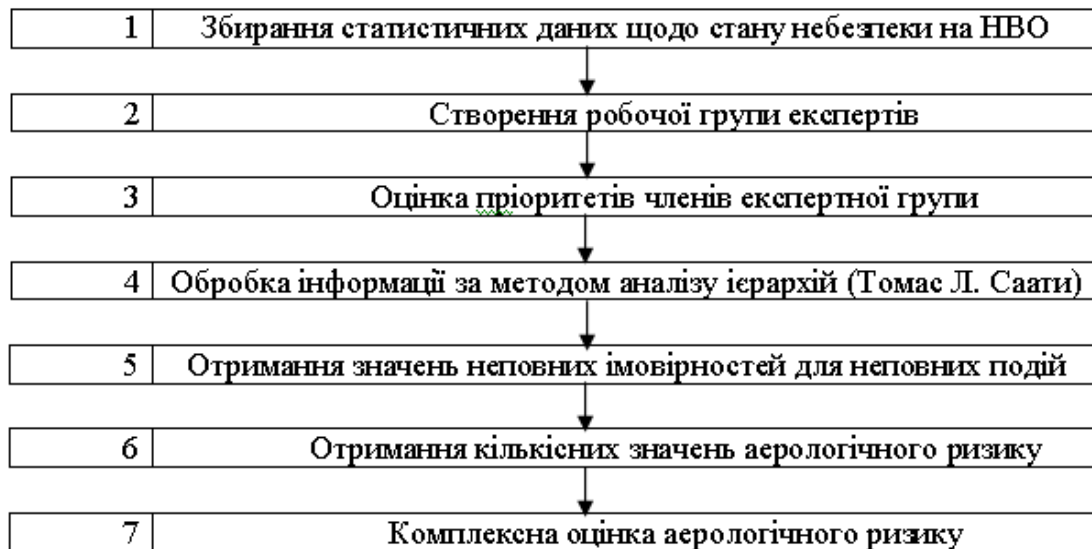 1 Збирання статистичних даних щодо стану небезпеки на НВО
2 Створення робочої групи експертів
3 Оцінка пріоритетів членів експертної групи
4 Обробка інформації за методом аналізу ієрархій (Томас Л. Саати)
5 Отримання значень неповних імовірностей для неповних подій
6 Отримання кількісних значень аерологічного ризику
7 Комплексна оцінка аерологічного ризику